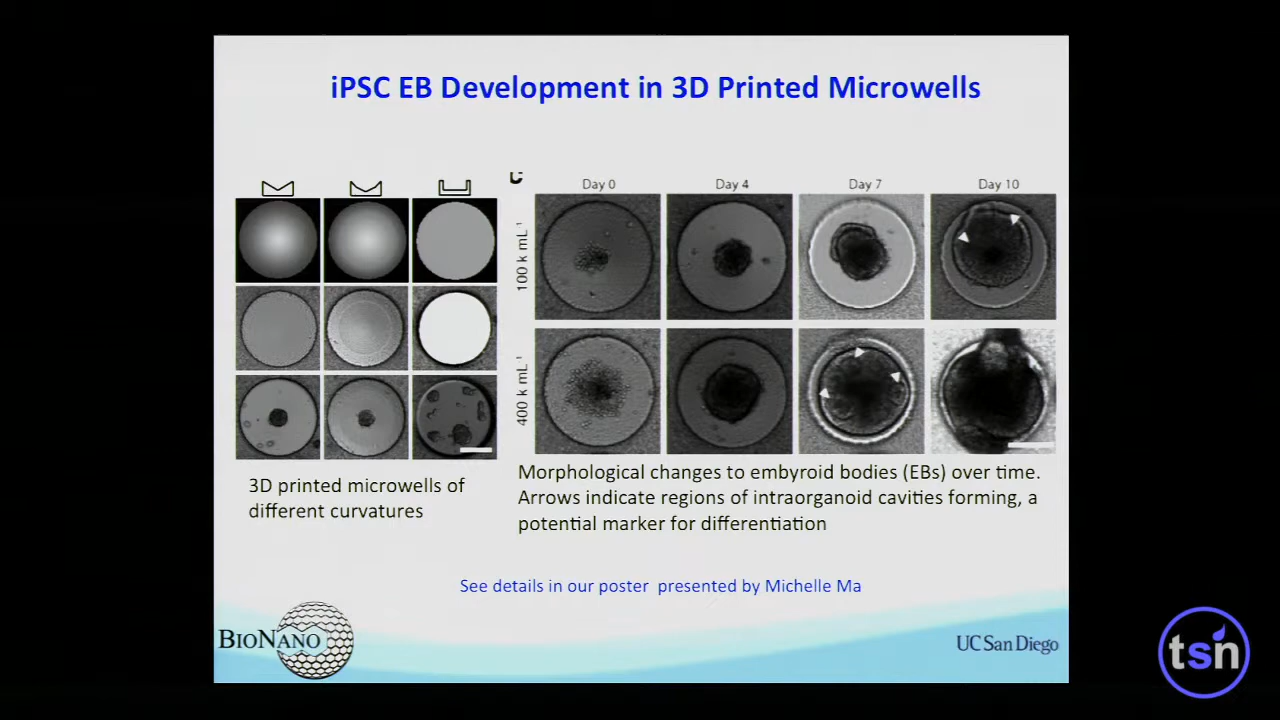 iPSC EB Development in 3D Printed Microwells
C
Day 0
Day 4
Day 7
Day 10
100 k mL⁻¹
400 k mL⁻¹
3D printed microwells of
different curvatures
Morphological changes to embyroid bodies (EBs) over time.
Arrows indicate regions of intraorganoid cavities forming, a
potential marker for differentiation
See details in our poster presented by Michelle Ma
BIONANO
UC San Diego
tsn